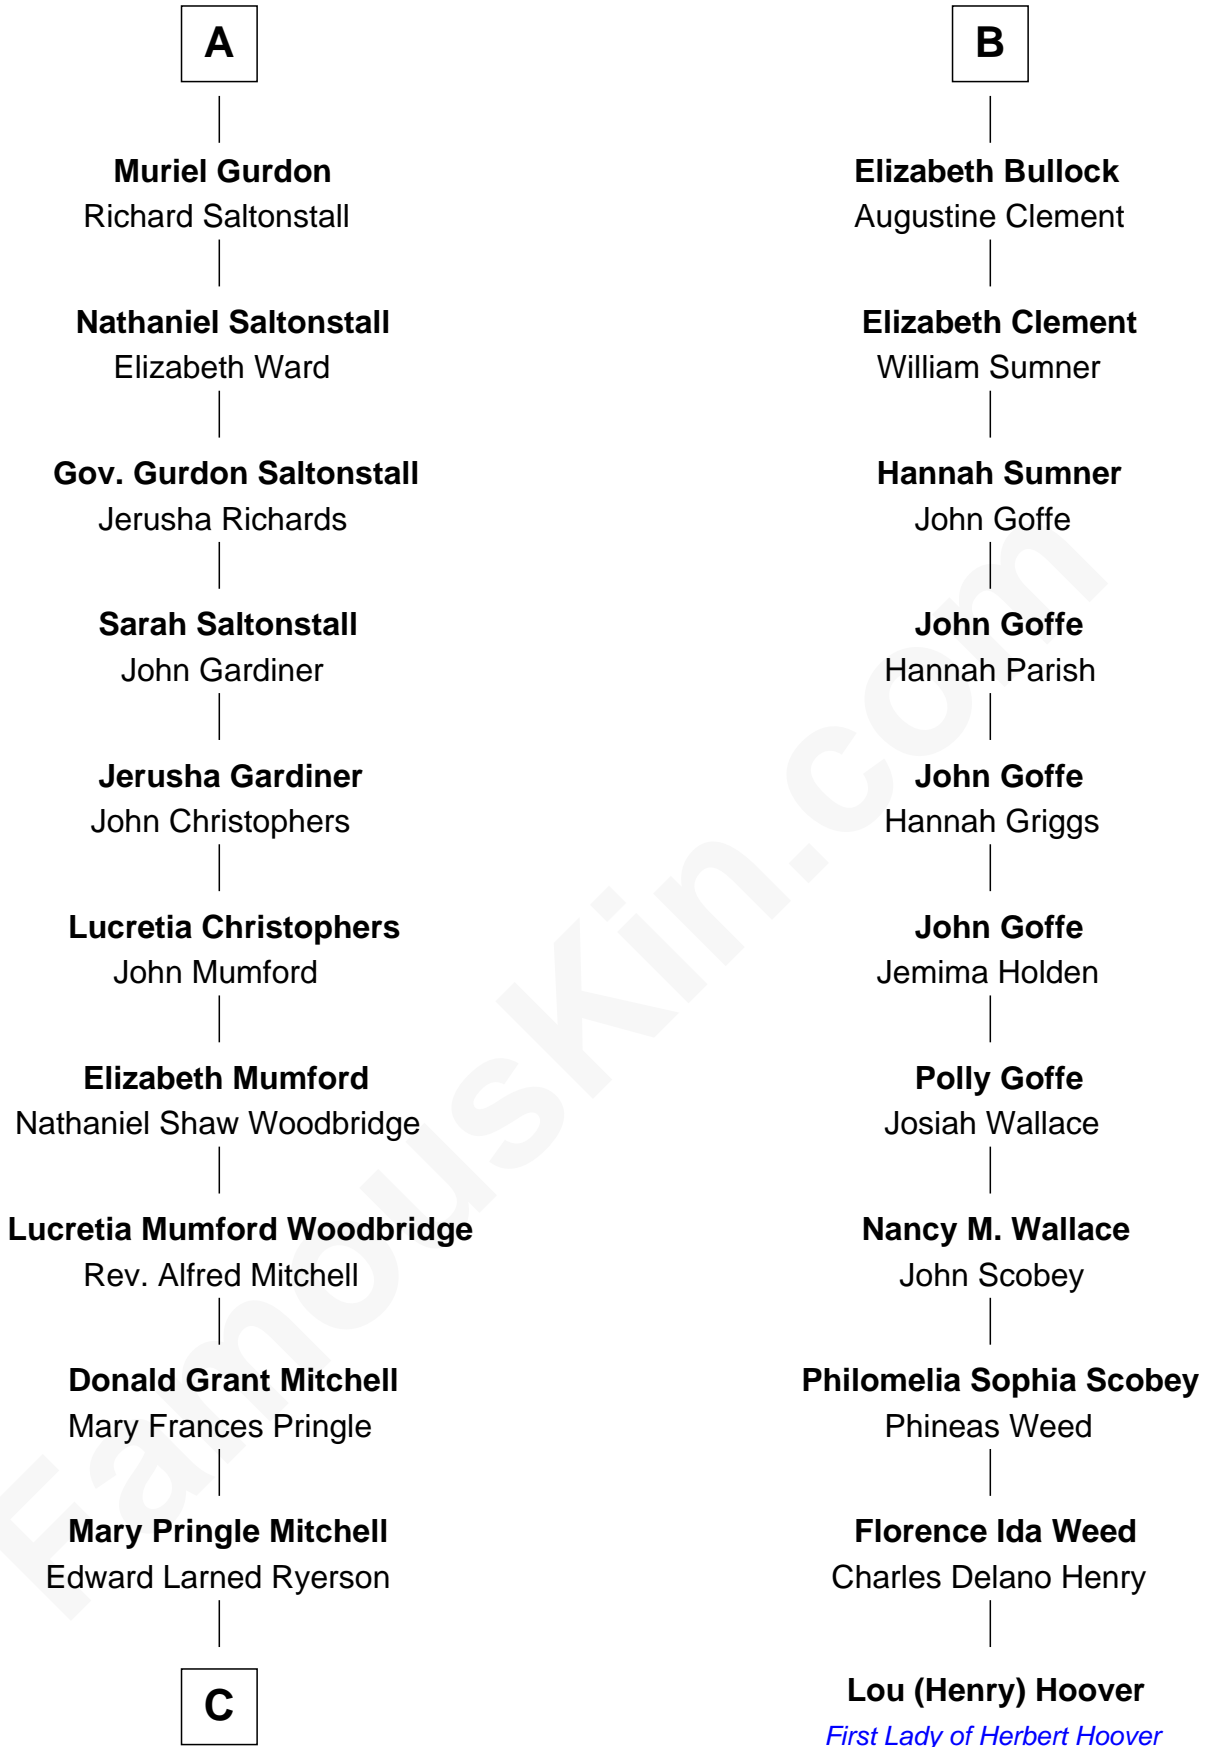 A
Muriel Gurdon
Richard Saltonstall
Nathaniel Saltonstall
Elizabeth Ward
Gov. Gurdon Saltonstall
Jerusha Richards
Sarah Saltonstall
John Gardiner
Jerusha Gardiner
John Christophers
Lucretia Christophers
John Mumford
Elizabeth Mumford
Nathaniel Shaw Woodbridge
Lucretia Mumford Woodbridge
Rev. Alfred Mitchell
Donald Grant Mitchell
Mary Frances Pringle
Mary Pringle Mitchell
Edward Larned Ryerson
C
B
Elizabeth Bullock
Augustine Clement
Elizabeth Clement
William Sumner
Hannah Sumner
John Goffe
John Goffe
Hannah Parish
John Goffe
Hannah Griggs
John Goffe
Jemima Holden
Polly Goffe
Josiah Wallace
Nancy M. Wallace
John Scobey
Philomelia Sophia Scobey
Phineas Weed
Florence Ida Weed
Charles Delano Henry
Lou (Henry) Hoover
First Lady of Herbert Hoover
FamousKin.com